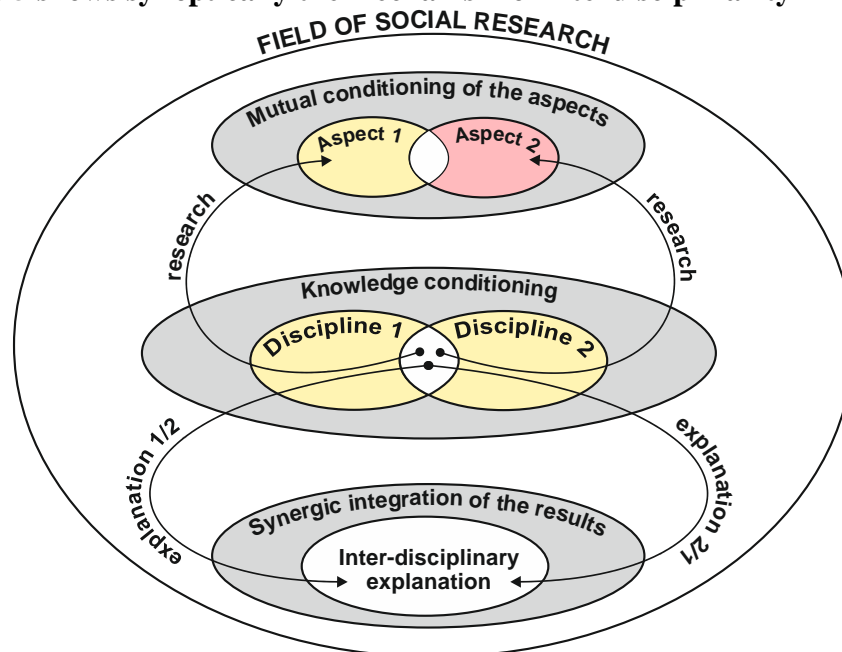 FIELD OF SOCIAL RESEARCH
Mutual conditioning of the aspects
Aspect 1
Aspect 2
research
research
Knowledge conditioning
Discipline 1
Discipline 2
explanation 1/2
explanation 2/1
Synergic integration of the results
Inter-disciplinary
explanation